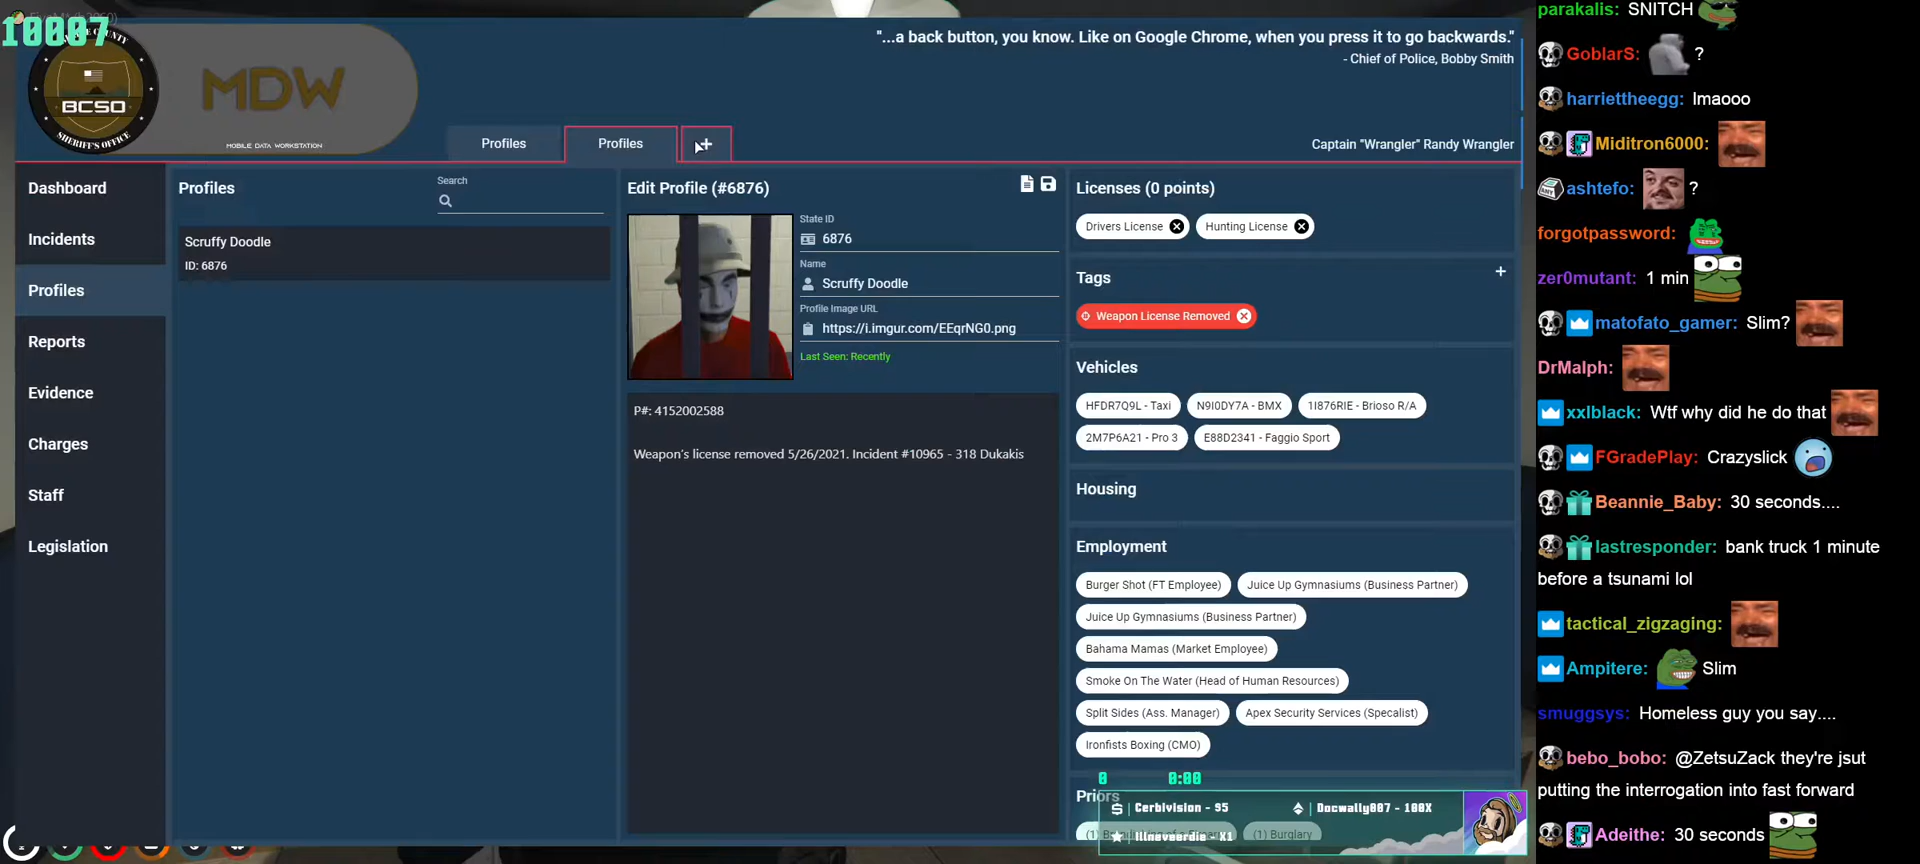 10007
BCSO
SHERIFF'S OFFICE
MDW
MOBILE DATA WORKSTATION
"...a back button, you know. Like on Google Chrome, when you press it to go backwards."
- Chief of Police, Bobby Smith
Profiles
Profiles
+
Captain "Wrangler" Randy Wrangler
Dashboard
Incidents
Profiles
Reports
Evidence
Charges
Staff
Legislation
Profiles
Search
Scruffy Doodle
ID: 6876
Edit Profile (#6876)
State ID
6876
Name
Scruffy Doodle
Profile Image URL
https://i.imgur.com/EEqrNG0.png
Last Seen: Recently
P#: 4152002588
Weapon's license removed 5/26/2021. Incident #10965 - 318 Dukakis
Licenses (0 points)
Drivers License
Hunting License
Tags
+
Weapon License Removed
Vehicles
HFDR7Q9L - Taxi
N9I0DY7A - BMX
1I876RIE - Brioso R/A
2M7P6A21 - Pro 3
E88D2341 - Faggio Sport
Housing
Employment
Burger Shot (FT Employee)
Juice Up Gymnasiums (Business Partner)
Juice Up Gymnasiums (Business Partner)
Bahama Mamas (Market Employee)
Smoke On The Water (Head of Human Resources)
Split Sides (Ass. Manager)
Apex Security Services (Specalist)
Ironfists Boxing (CMO)
Priors
(1) Burglary
0
0:00
Cerbivision - 95
Docwally007 - 100X
parakalis: SNITCH
GoblarS: ?
harriettheegg: lmaooo
Miditron6000:
ashtefo: ?
forgotpassword:
zer0mutant: 1 min
matofato_gamer: Slim?
DrMalph:
xxlblack: Wtf why did he do that
FGradePlay: Crazyslick
Beannie_Baby: 30 seconds....
lastresponder: bank truck 1 minute
before a tsunami lol
tactical_zigzaging:
Ampitere: Slim
smuggsys: Homeless guy you say....
bebo_bobo: @ZetsuZack they're jsut
putting the interrogation into fast forward
Adeithe: 30 seconds